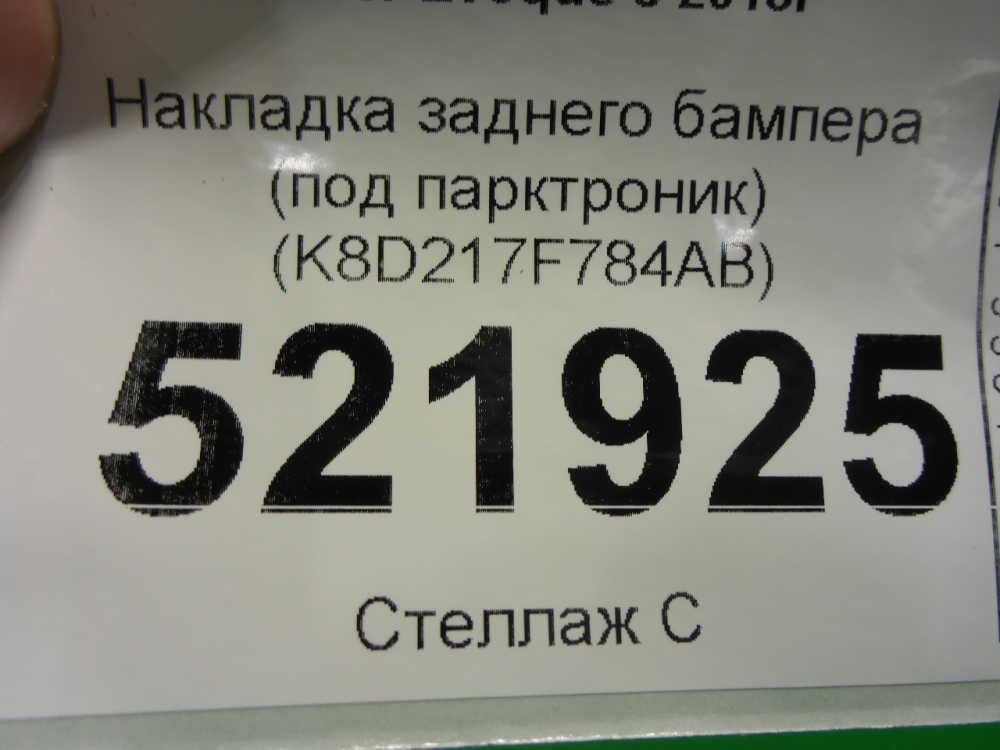 Накладка заднего бампера
(под парктроник)
(K8D217F784AB)
521925
Стеллаж С